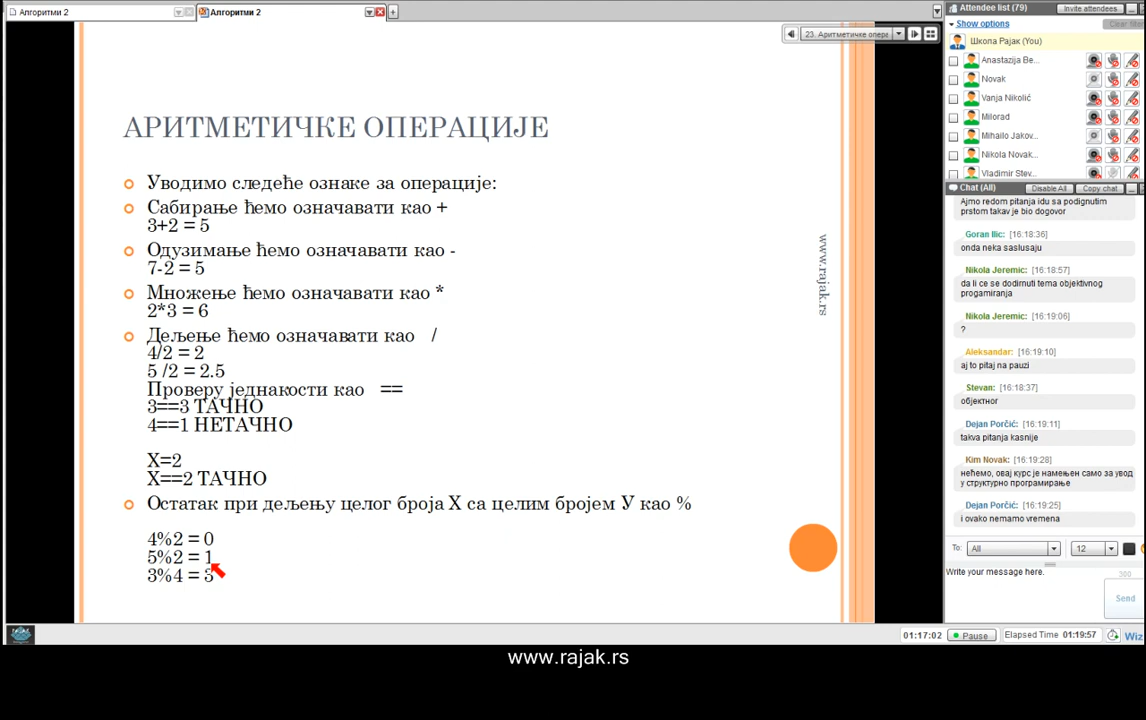 Алгоритми 2
Алгоритми 2
23. Аритметичке опера
АРИТМЕТИЧКЕ ОПЕРАЦИЈЕ
Уводимо следеће ознаке за операције:
Сабирање ћемо означавати као +
3+2 = 5
Одузимање ћемо означавати као -
7-2 = 5
Множење ћемо означавати као *
2*3 = 6
Дељење ћемо означавати као /
4/2 = 2
5 /2 = 2.5
Проверу једнакости као ==
3==3 ТАЧНО
4==1 НЕТАЧНО
X=2
X==2 ТАЧНО
Остатак при дељењу целог броја X са целим бројем У као %
4%2 = 0
5%2 = 1
3%4 = 3
www.rajak.rs
Attendee list (79)
Invite attendees
Show options
Clear filter
Школа Рајак (You)
Anastazija Be...
Novak
Vanja Nikolić
Milorad
Mihailo Jakov...
Nikola Novak...
Vladimir Stev...
Chat (All)
Disable All
Copy chat
Ajmo redom pitanja idu sa podignutim
prstom takav je bio dogovor
Goran Ilic: [16:18:36]
onda neka saslusaju
Nikola Jeremic: [16:18:57]
da li ce se dodirnuti tema objektivnog
progamiranja
Nikola Jeremic: [16:19:06]
?
Aleksandar: [16:19:10]
aj to pitaj na pauzi
Stevan: [16:18:37]
објектног
Dejan Porčić: [16:19:11]
takva pitanja kasnije
Kim Novak: [16:19:28]
нећемо, овај курс је намењен само за увод
у структурно програмирање
Dejan Porčić: [16:19:25]
i ovako nemamo vremena
To: All 12
Write your message here.
300
Send
01:17:02 Pause Elapsed Time 01:19:57 Wiz
www.rajak.rs